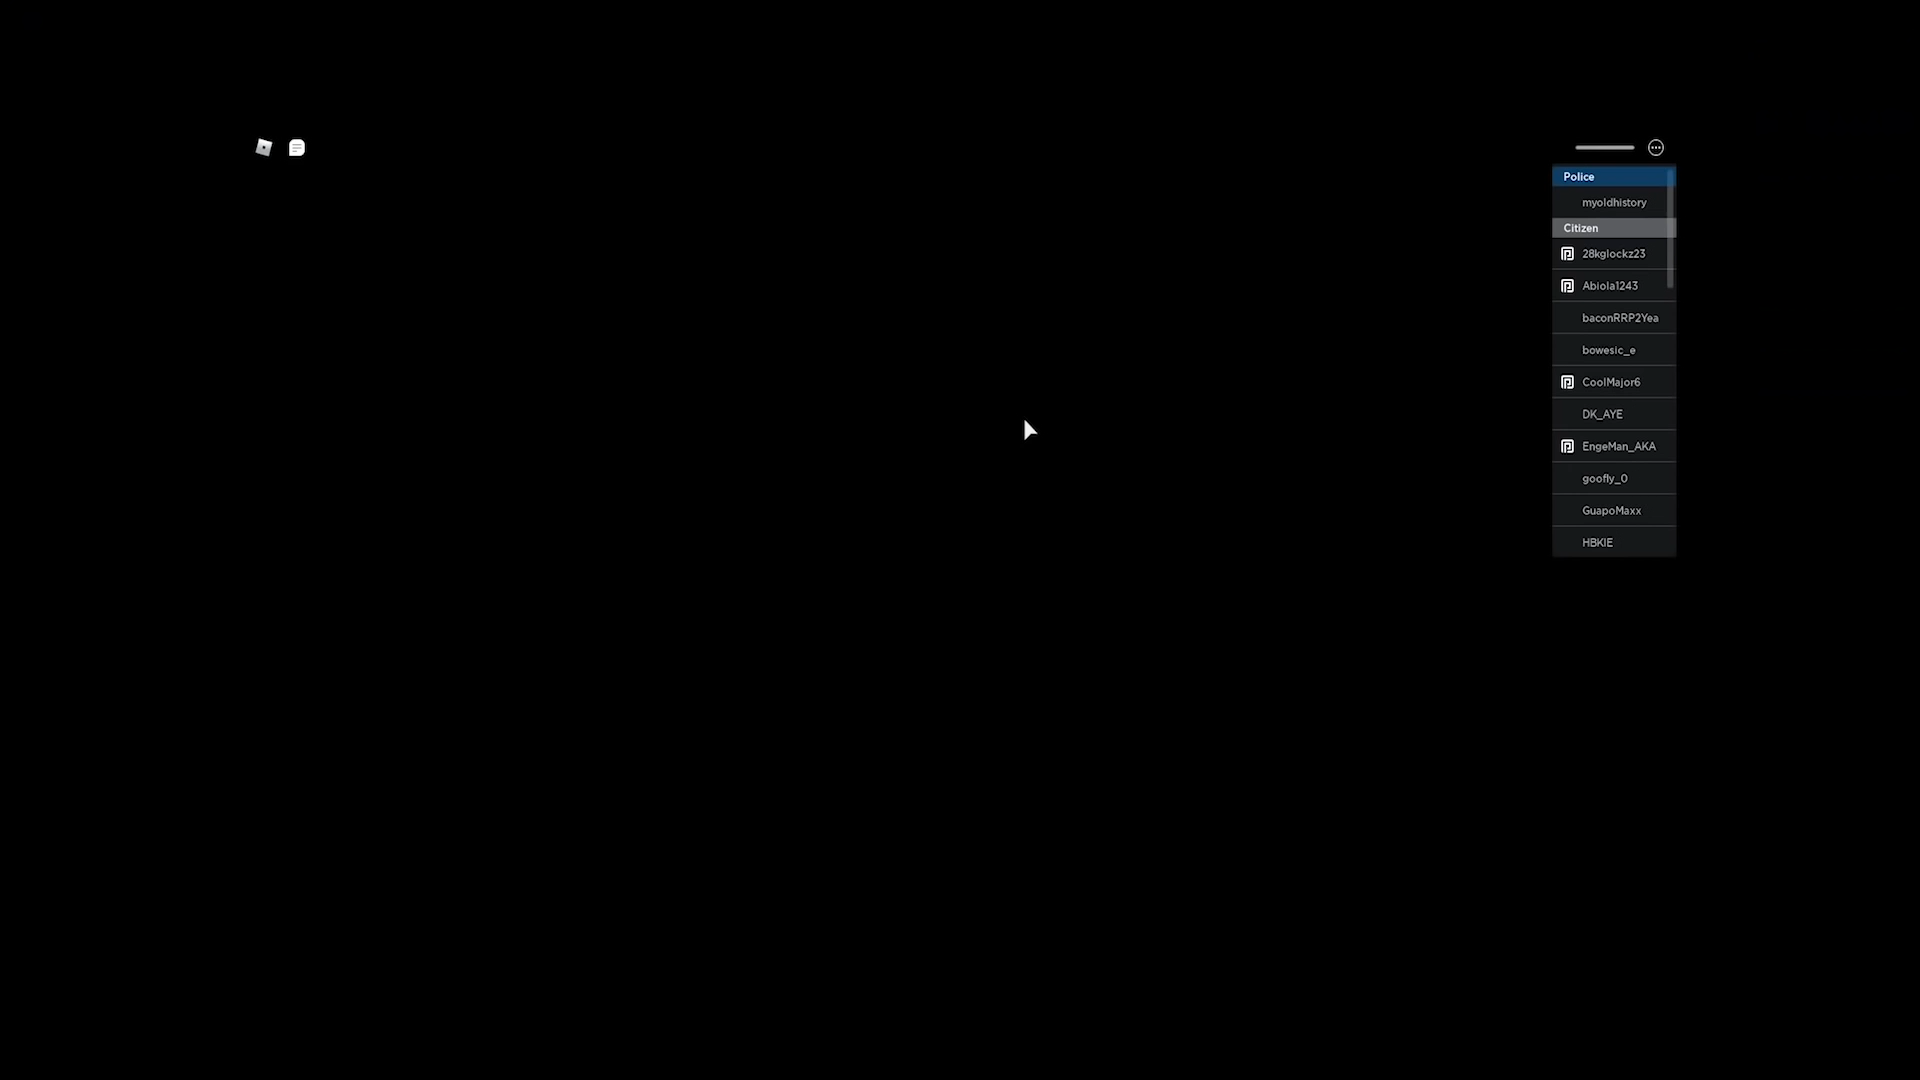 Police
myoldhistory
Citizen
28kglockz23
Abiola1243
baconRRP2Yea
bowesic_e
CoolMajor6
DK_AYE
EngeMan_AKA
goofly_0
GuapoMaxx
HBKIE